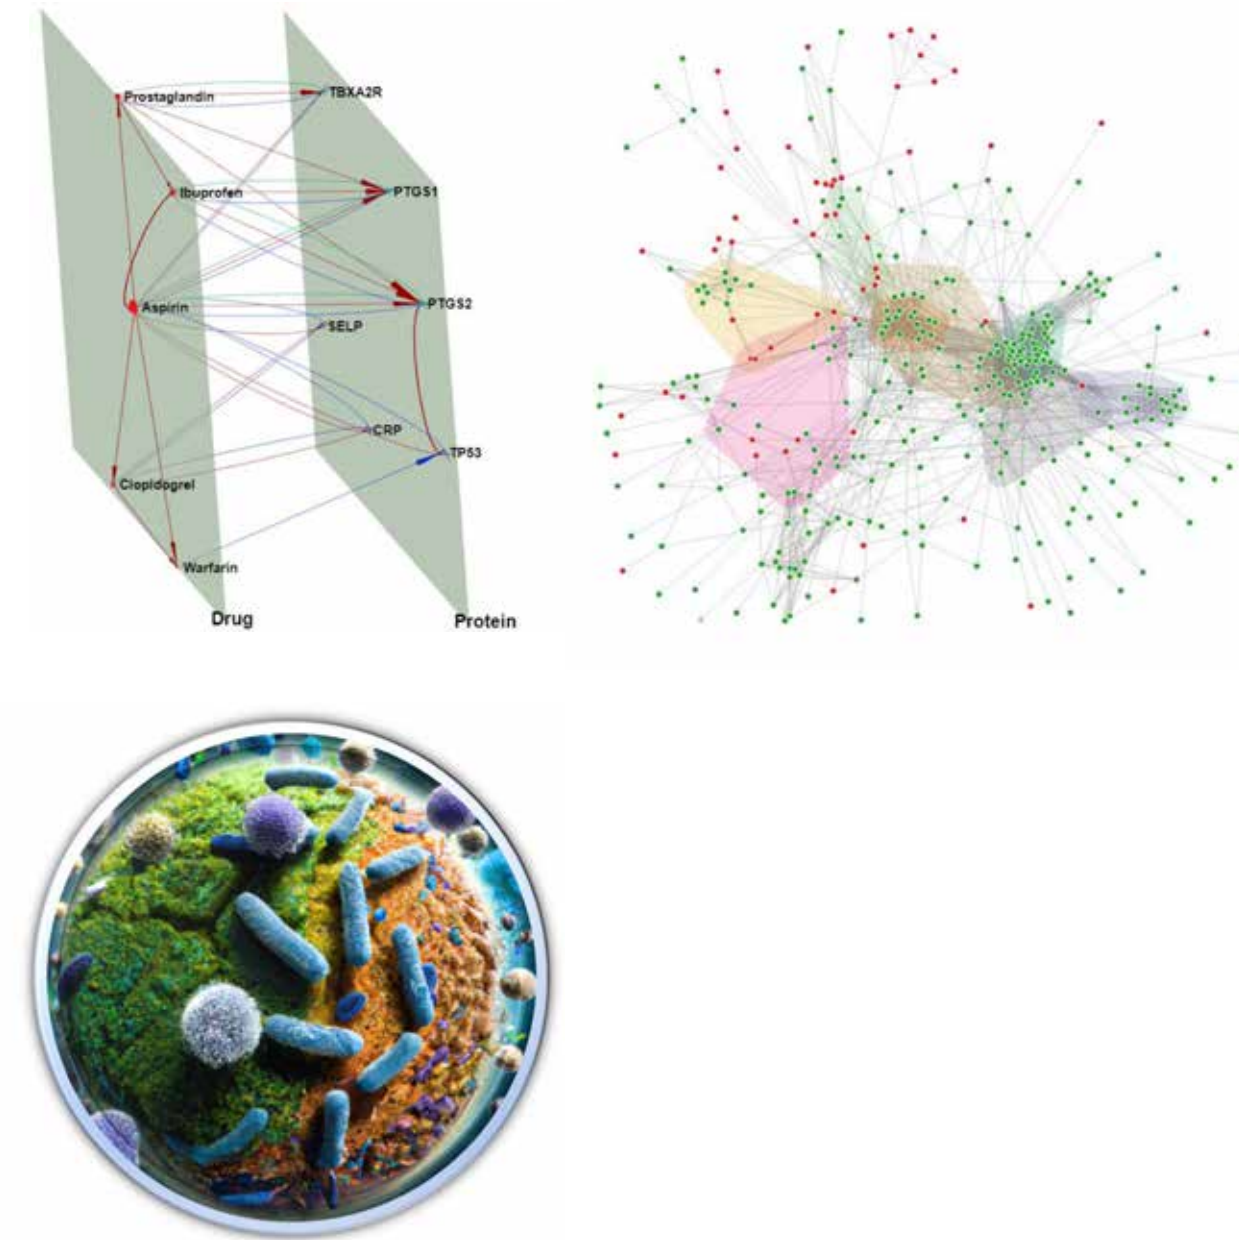 Prostaglandin
TBXA2R
Ibuprofen
PTGS1
Aspirin
PTGS2
SELP
CRP
TP53
Clopidogrel
Warfarin
Drug
Protein